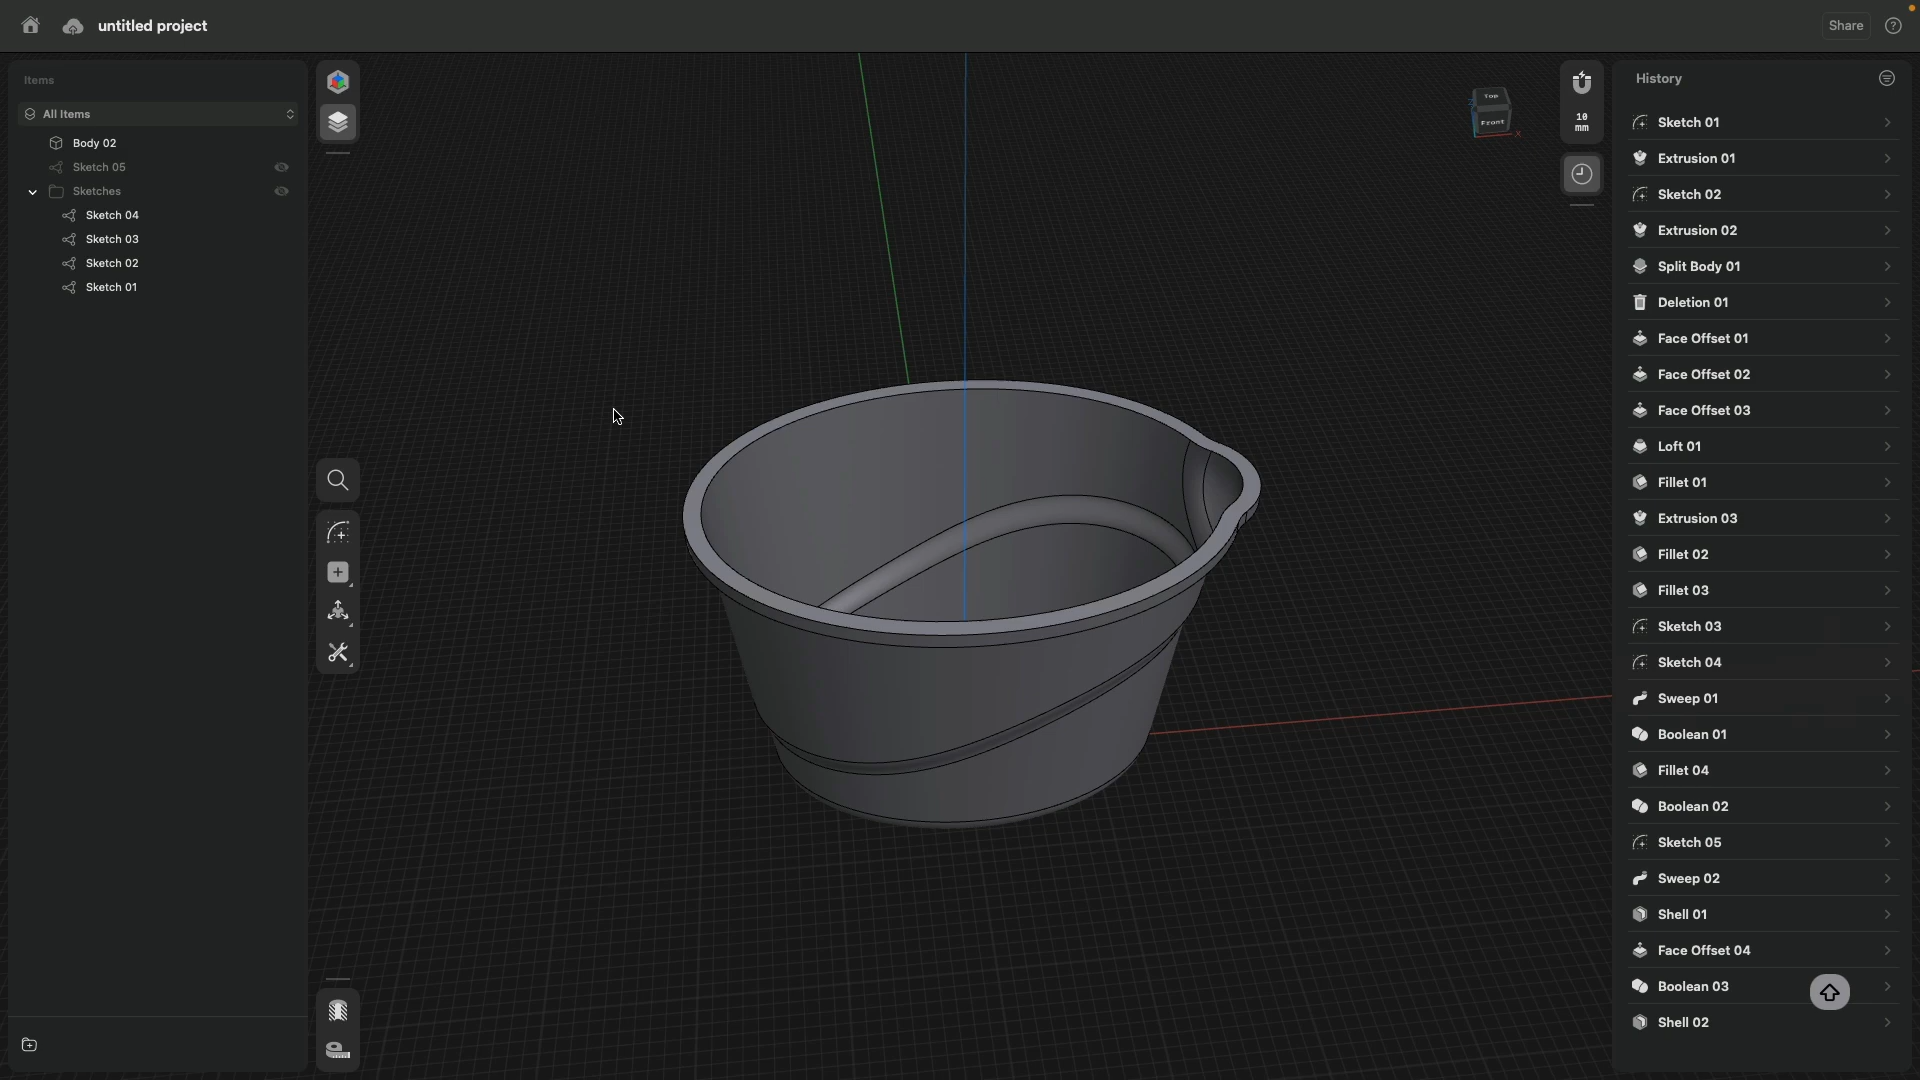 untitled project
Share
Items
All Items
Body 02
Sketch 05
Sketches
Sketch 04
Sketch 03
Sketch 02
Sketch 01
Top
Front
X
10
mm
History
Sketch 01
Extrusion 01
Sketch 02
Extrusion 02
Split Body 01
Deletion 01
Face Offset 01
Face Offset 02
Face Offset 03
Loft 01
Fillet 01
Extrusion 03
Fillet 02
Fillet 03
Sketch 03
Sketch 04
Sweep 01
Boolean 01
Fillet 04
Boolean 02
Sketch 05
Sweep 02
Shell 01
Face Offset 04
Boolean 03
Shell 02